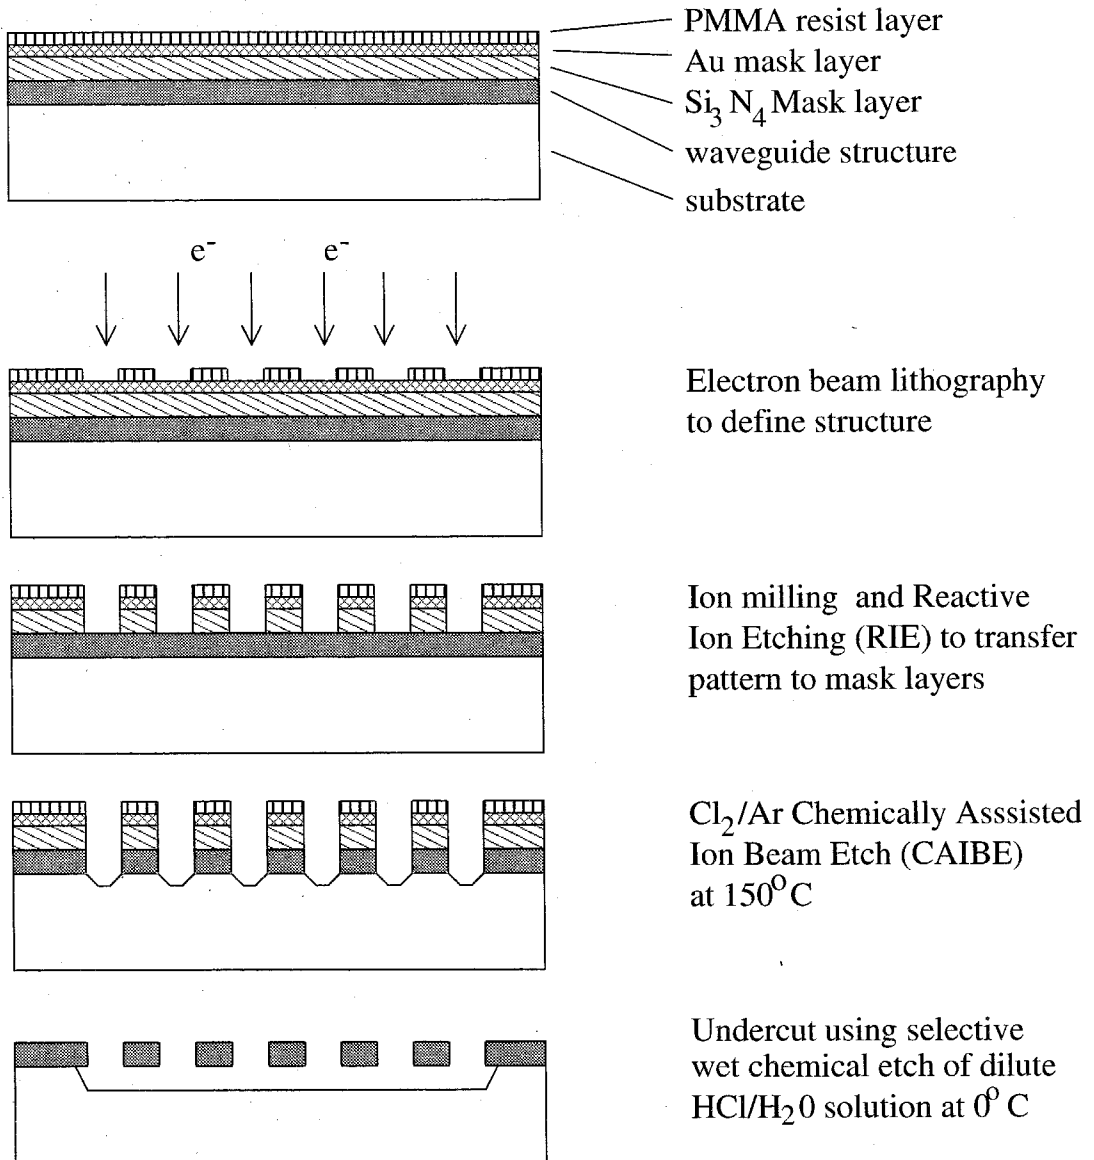 PMMA resist layer
Au mask layer
Si3 N4 Mask layer
waveguide structure
substrate
e- e-
Electron beam lithography
to define structure
Ion milling and Reactive
Ion Etching (RIE) to transfer
pattern to mask layers
Cl2/Ar Chemically Asssisted
Ion Beam Etch (CAIBE)
at 150o C
Undercut using selective
wet chemical etch of dilute
HCl/H20 solution at 0o C